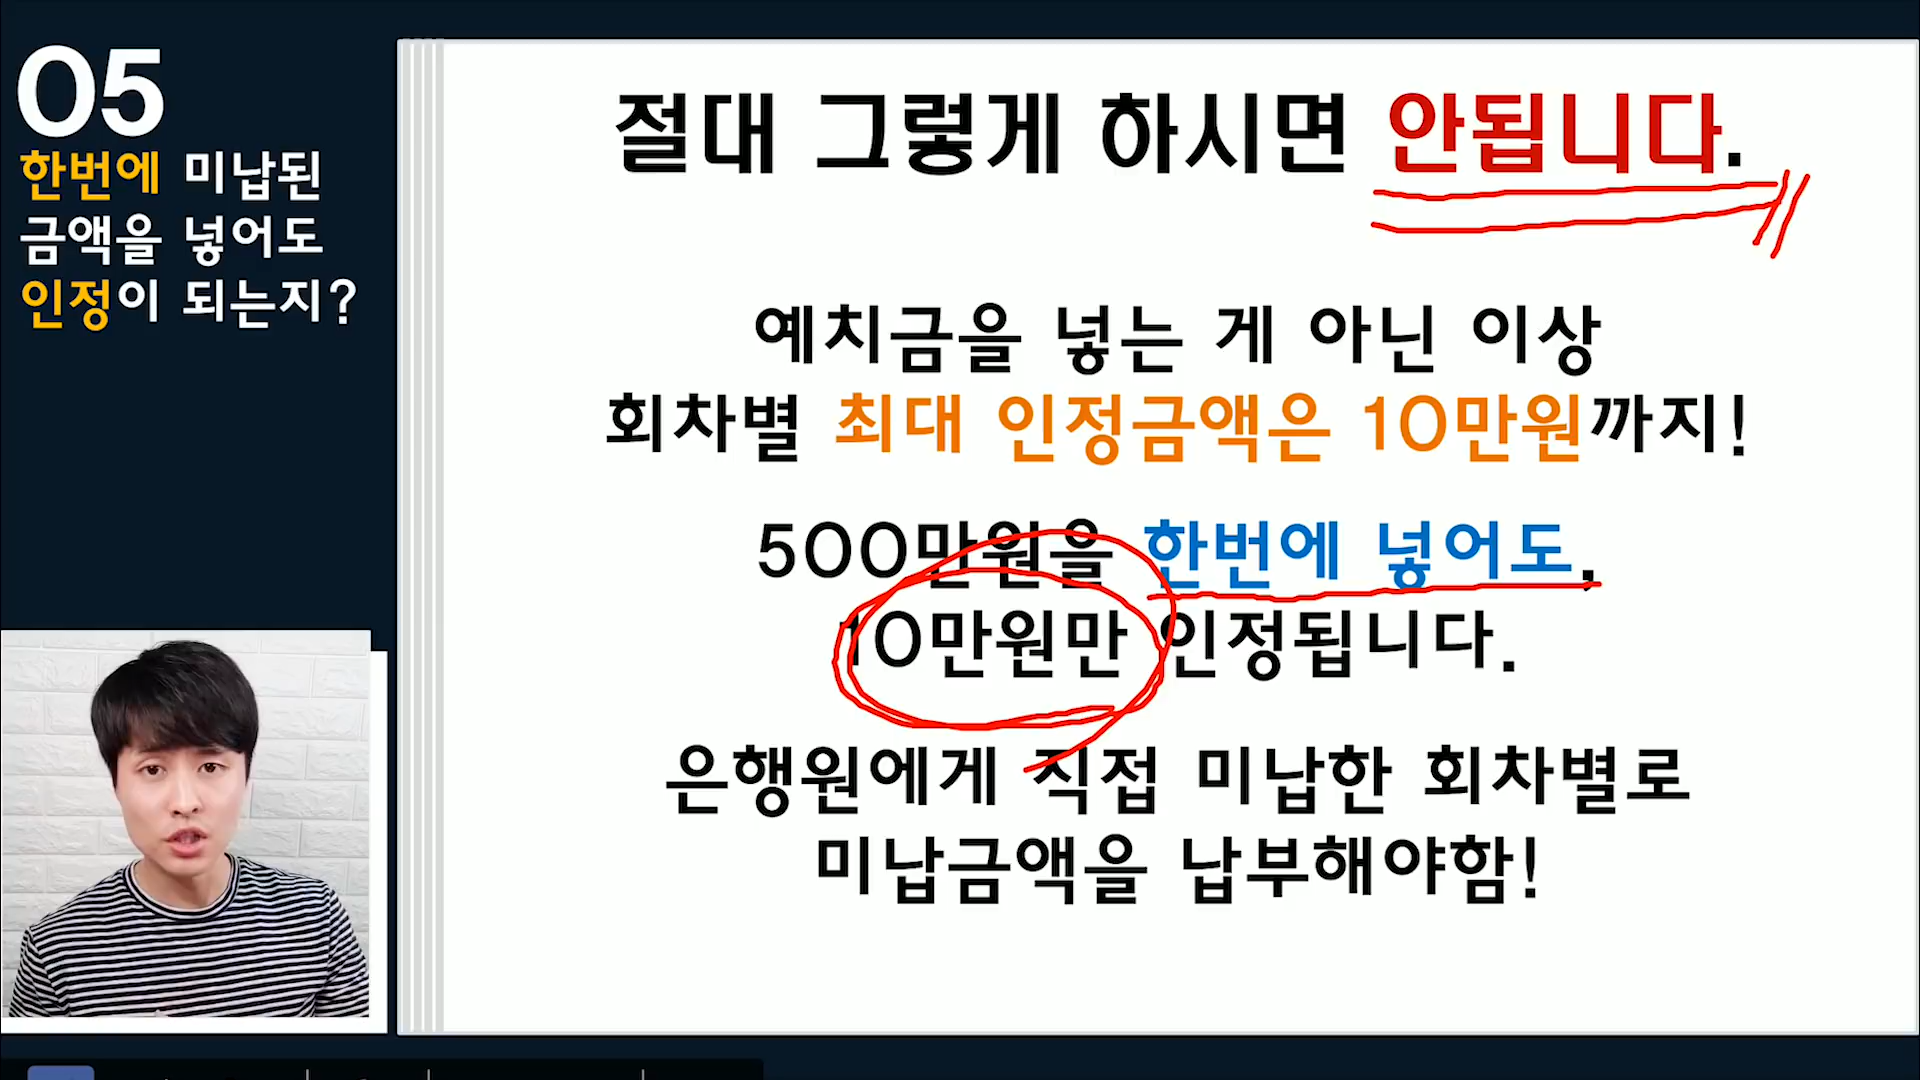 05
한번에 미납된
금액을 넣어도
인정이 되는지?
절대 그렇게 하시면 안됩니다.
예치금을 넣는 게 아닌 이상
회차별 최대 인정금액은 10만원까지!
500만원을 한번에 넣어도,
10만원만 인정됩니다.
은행원에게 직접 미납한 회차별로
미납금액을 납부해야함!